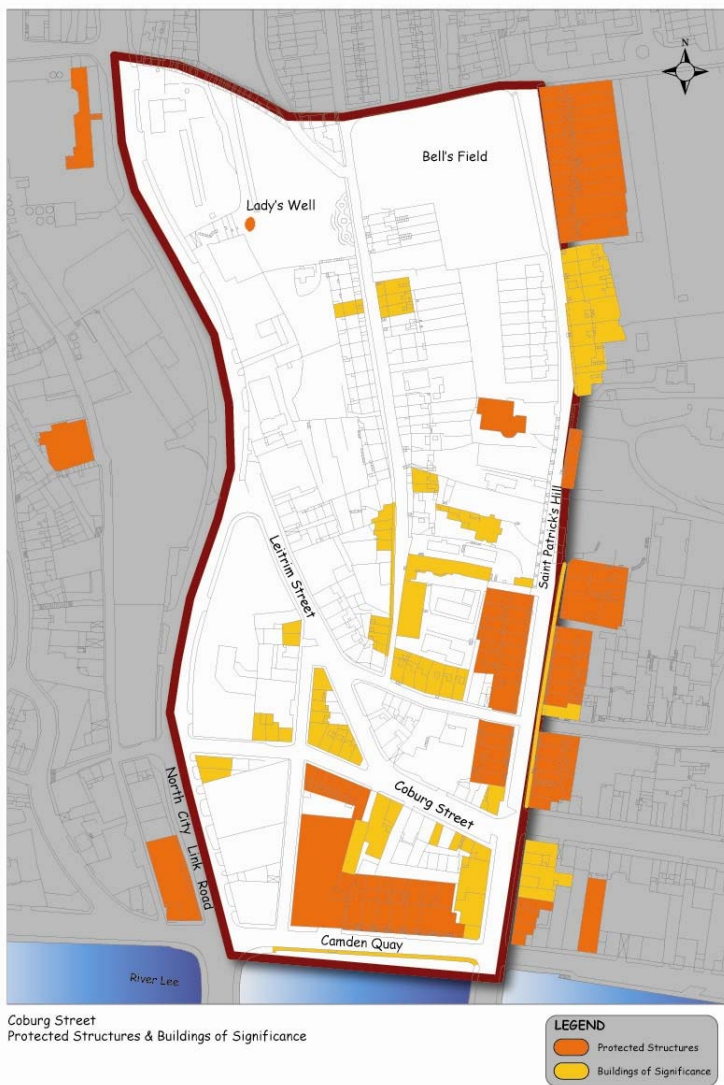 N
Bell's Field
Lady's Well
Saint Patrick's Hill
Leitrim Street
Coburg Street
North City Link Road
Camden Quay
River Lee
Coburg Street
Protected Structures & Buildings of Significance
LEGEND
Protected Structures
Buildings of Significance